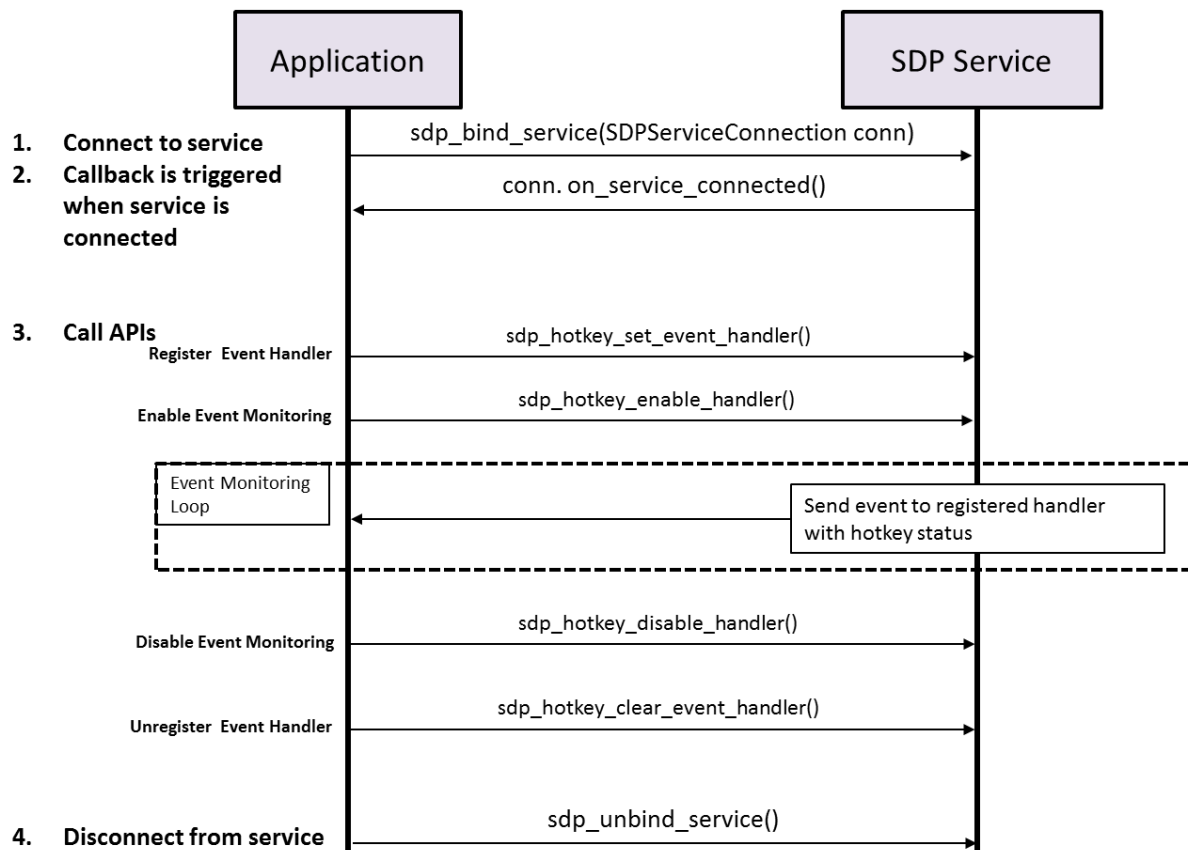 Application
SDP Service
1. Connect to service
sdp_bind_service(SDPServiceConnection conn)
2. Callback is triggered
when service is
connected
conn. on_service_connected()
3. Call APIs
Register Event Handler
sdp_hotkey_set_event_handler()
Enable Event Monitoring
sdp_hotkey_enable_handler()
Event Monitoring
Loop
Send event to registered handler
with hotkey status
Disable Event Monitoring
sdp_hotkey_disable_handler()
Unregister Event Handler
sdp_hotkey_clear_event_handler()
4. Disconnect from service
sdp_unbind_service()